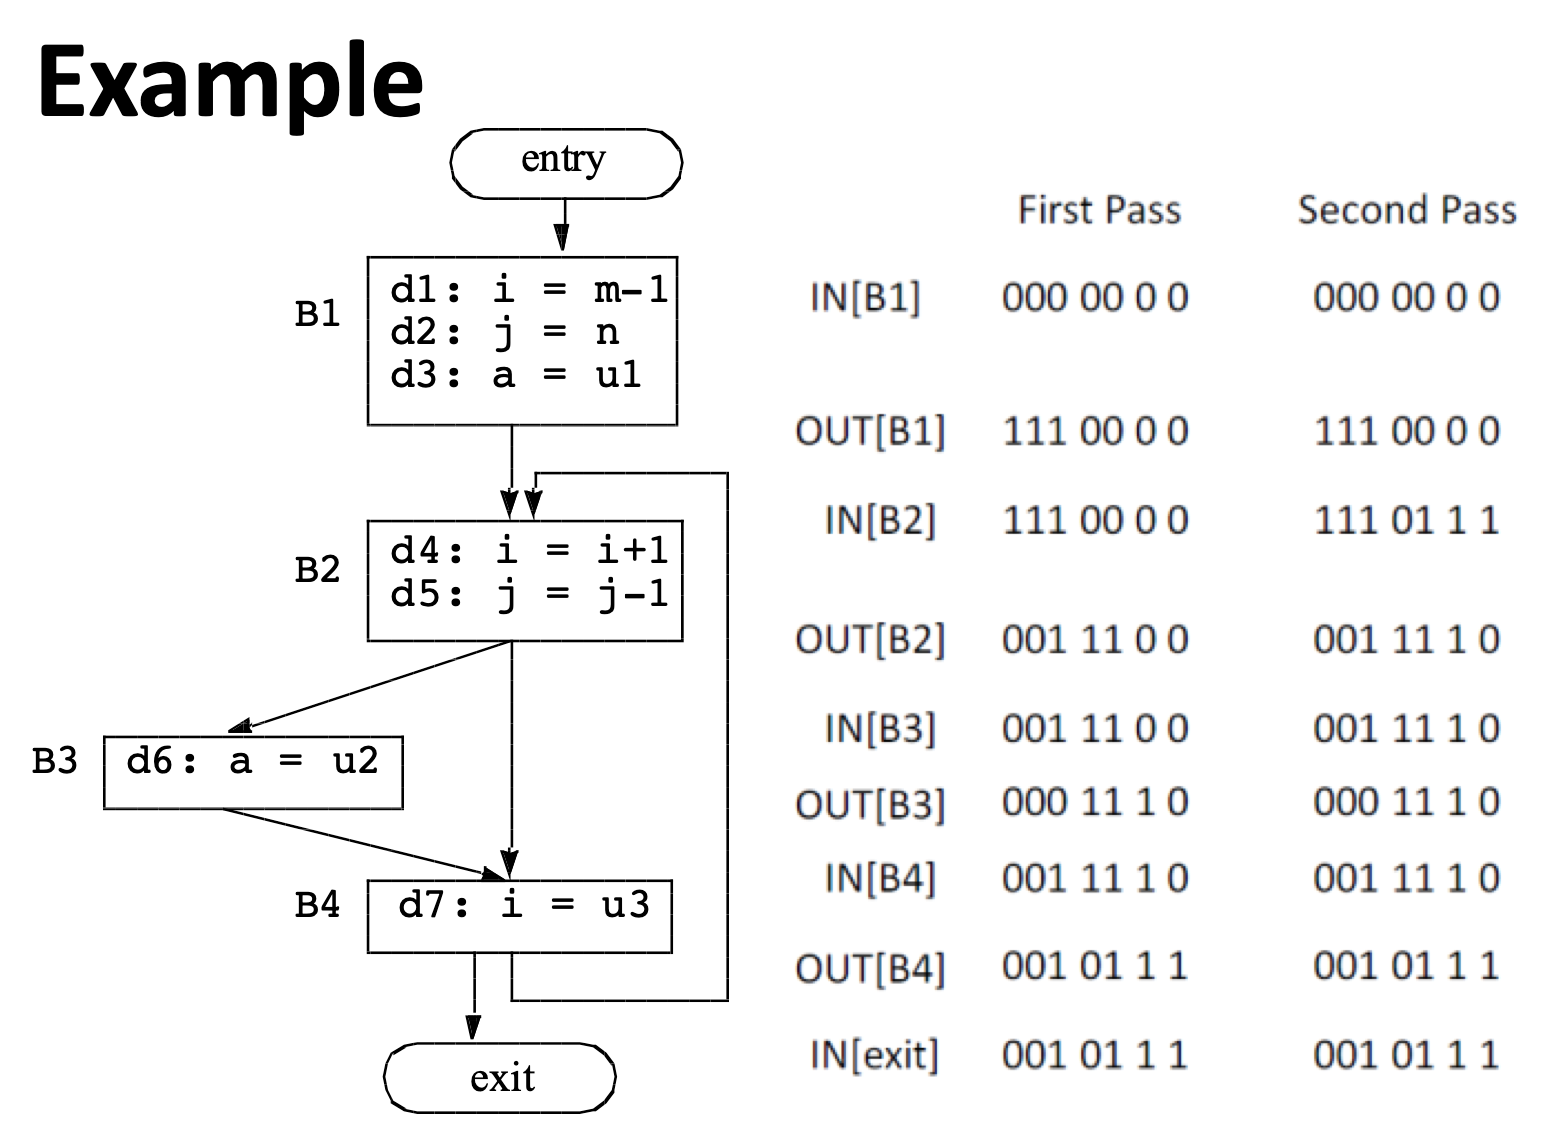 Example
entry
B1
d1: i = m-1
d2: j = n
d3: a = u1
B2
d4: i = i+1
d5: j = j-1
B3
d6: a = u2
B4
d7: i = u3
exit
First Pass Second Pass
IN[B1] 000 00 0 0 000 00 0 0
OUT[B1] 111 00 0 0 111 00 0 0
IN[B2] 111 00 0 0 111 01 1 1
OUT[B2] 001 11 0 0 001 11 1 0
IN[B3] 001 11 0 0 001 11 1 0
OUT[B3] 000 11 1 0 000 11 1 0
IN[B4] 001 11 1 0 001 11 1 0
OUT[B4] 001 01 1 1 001 01 1 1
IN[exit] 001 01 1 1 001 01 1 1